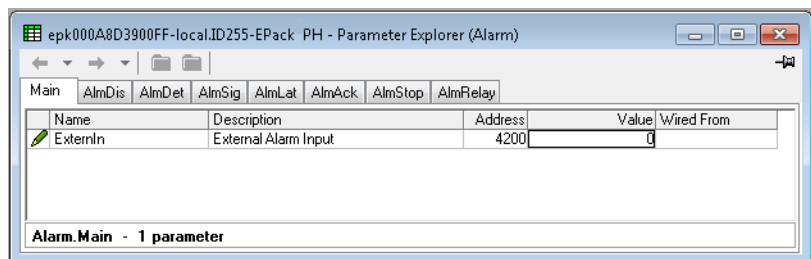 epk000A8D3900FF-local.ID255-EPack PH - Parameter Explorer (Alarm)
Main AlmDis AlmDet AlmSig AlmLat AlmAck AlmStop AlmRelay
Name Description Address Value Wired From
ExternIn External Alarm Input 4200 0
Alarm.Main - 1 parameter